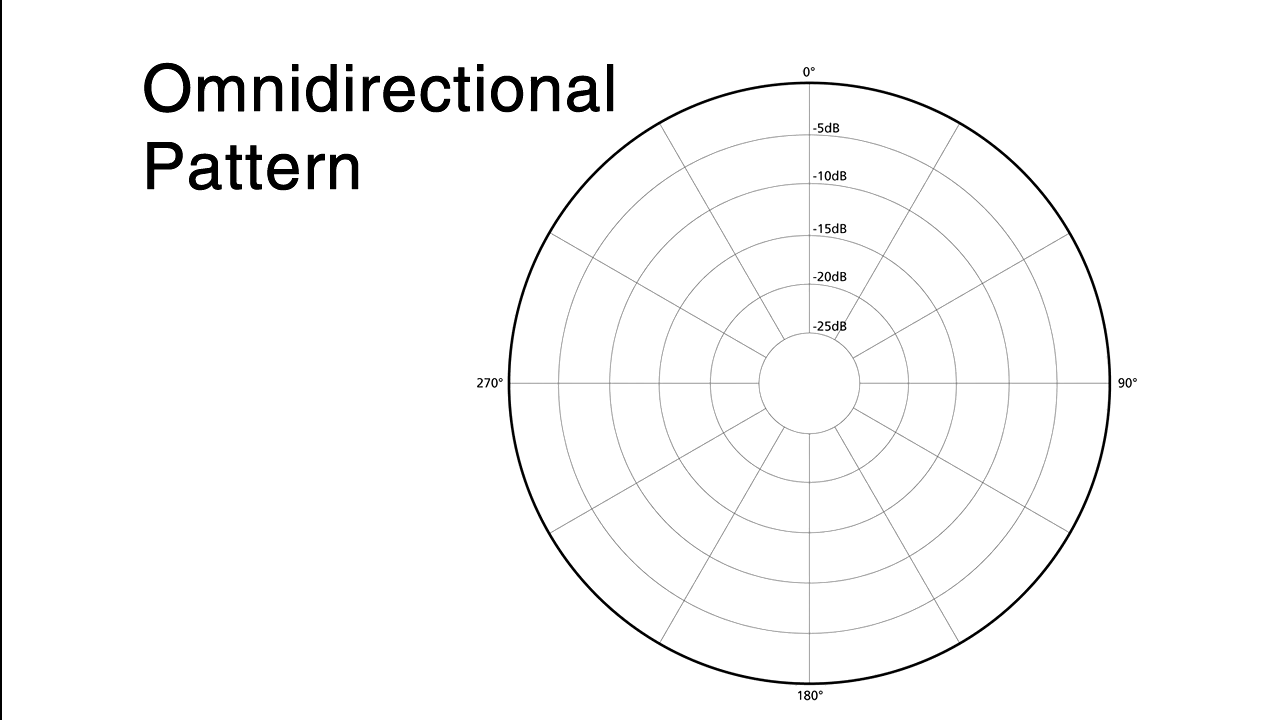 Omnidirectional
Pattern
0°
-5dB
-10dB
-15dB
-20dB
-25dB
270°
90°
180°